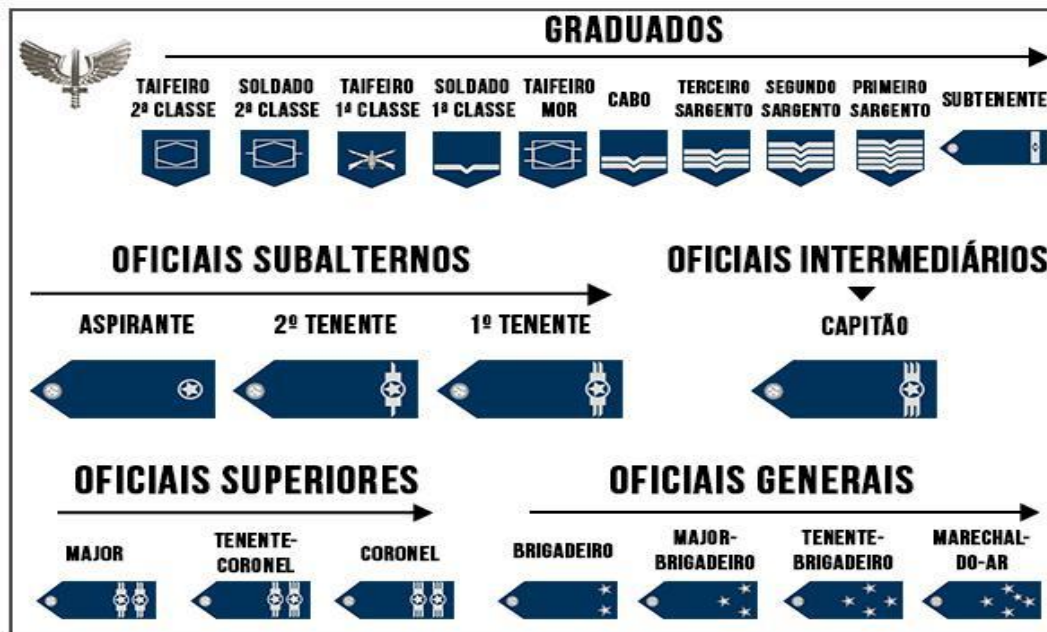 GRADUADOS
TAIFEIRO
2ª CLASSE
SOLDADO
2ª CLASSE
TAIFEIRO
1ª CLASSE
SOLDADO
1ª CLASSE
TAIFEIRO
MOR
CABO
TERCEIRO
SARGENTO
SEGUNDO
SARGENTO
PRIMEIRO
SARGENTO
SUBTENENTE
OFICIAIS SUBALTERNOS
ASPIRANTE
2º TENENTE
1º TENENTE
OFICIAIS INTERMEDIÁRIOS
CAPITÃO
OFICIAIS SUPERIORES
MAJOR
TENENTE-
CORONEL
CORONEL
OFICIAIS GENERAIS
BRIGADEIRO
MAJOR-
BRIGADEIRO
TENENTE-
BRIGADEIRO
MARECHAL-
DO-AR